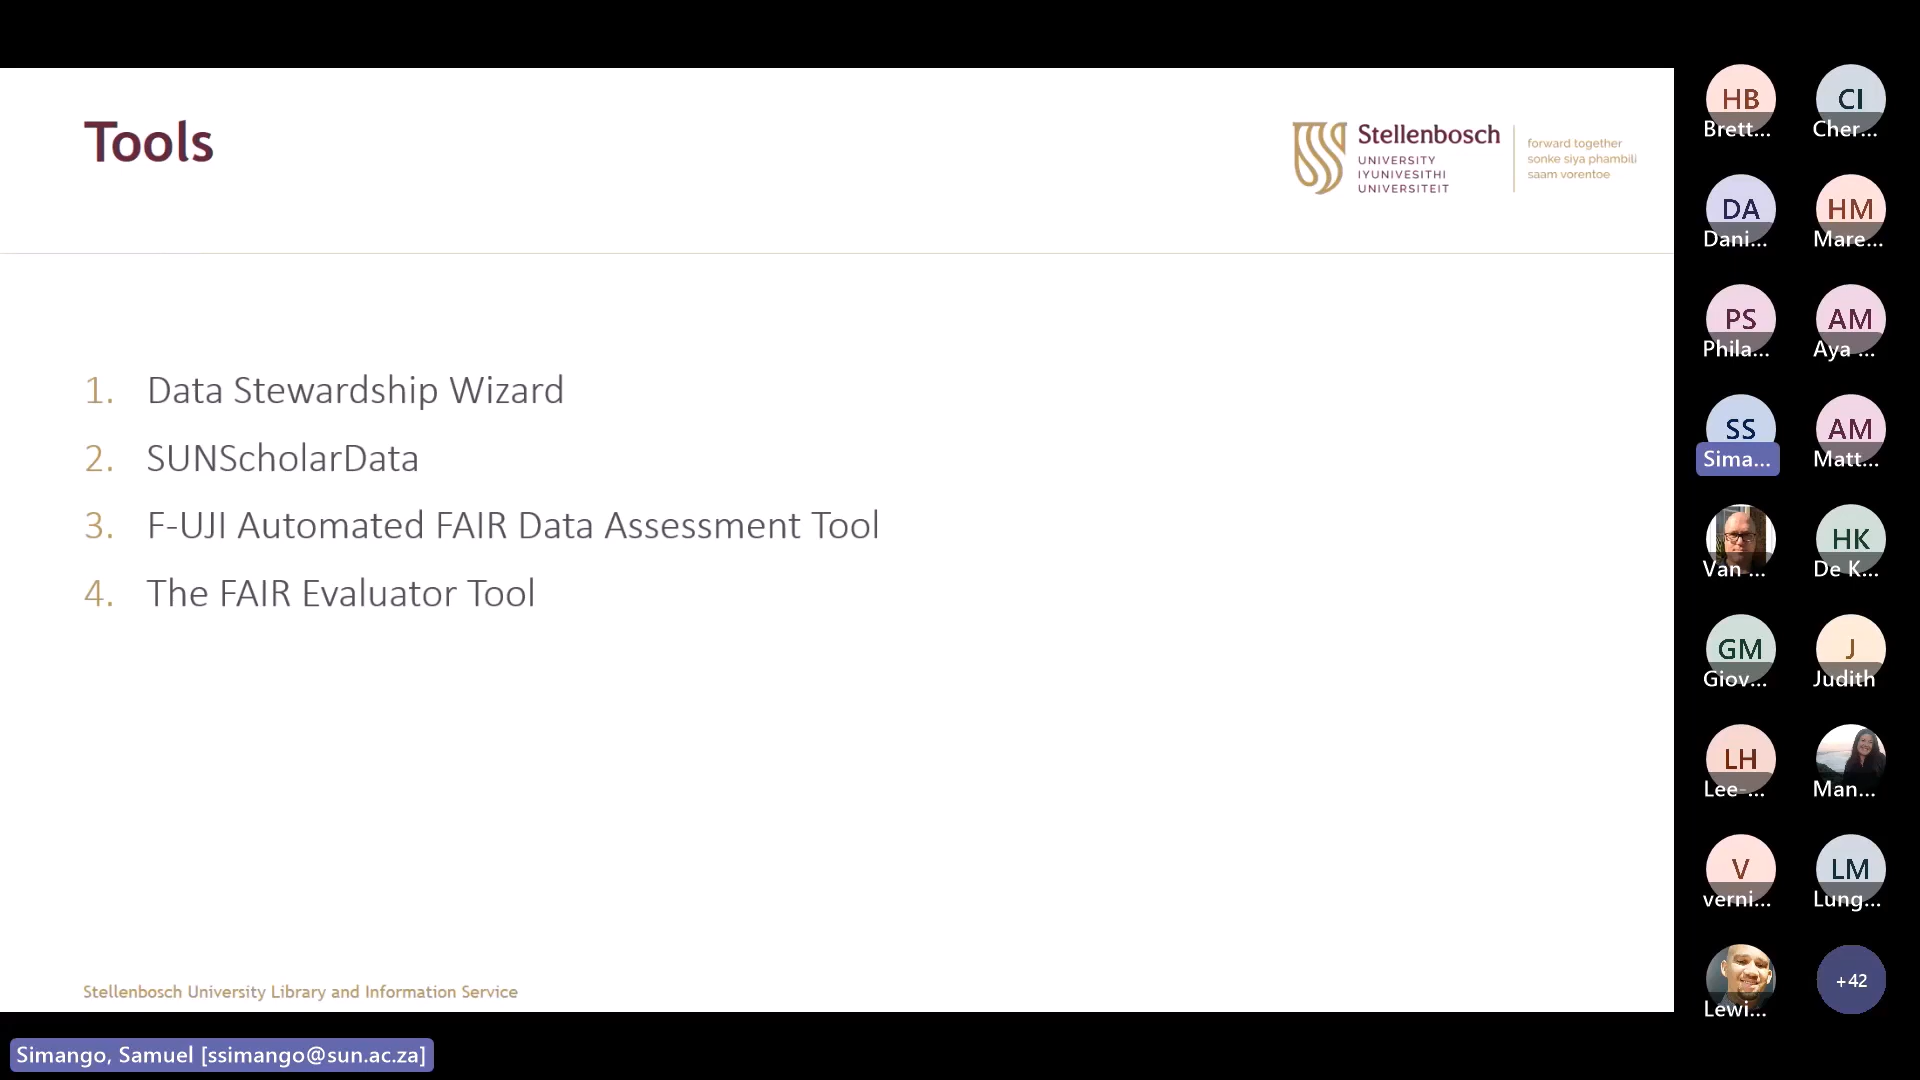 Tools
Stellenbosch
UNIVERSITY
IYUNIVESITHI
UNIVERSITEIT
forward together
sonke siya phambili
saam vorentoe
1. Data Stewardship Wizard
2. SUNScholarData
3. F-UJI Automated FAIR Data Assessment Tool
4. The FAIR Evaluator Tool
Stellenbosch University Library and Information Service
HB
Brett...
CI
Cher...
DA
Dani...
HM
Mare...
PS
Phila...
AM
Aya ...
SS
Sima...
AM
Matt...
Van ...
HK
De K...
GM
Giov...
J
Judith
LH
Lee-...
Man...
V
verni...
LM
Lung...
Lewi...
+42
Simango, Samuel [ssimango@sun.ac.za]